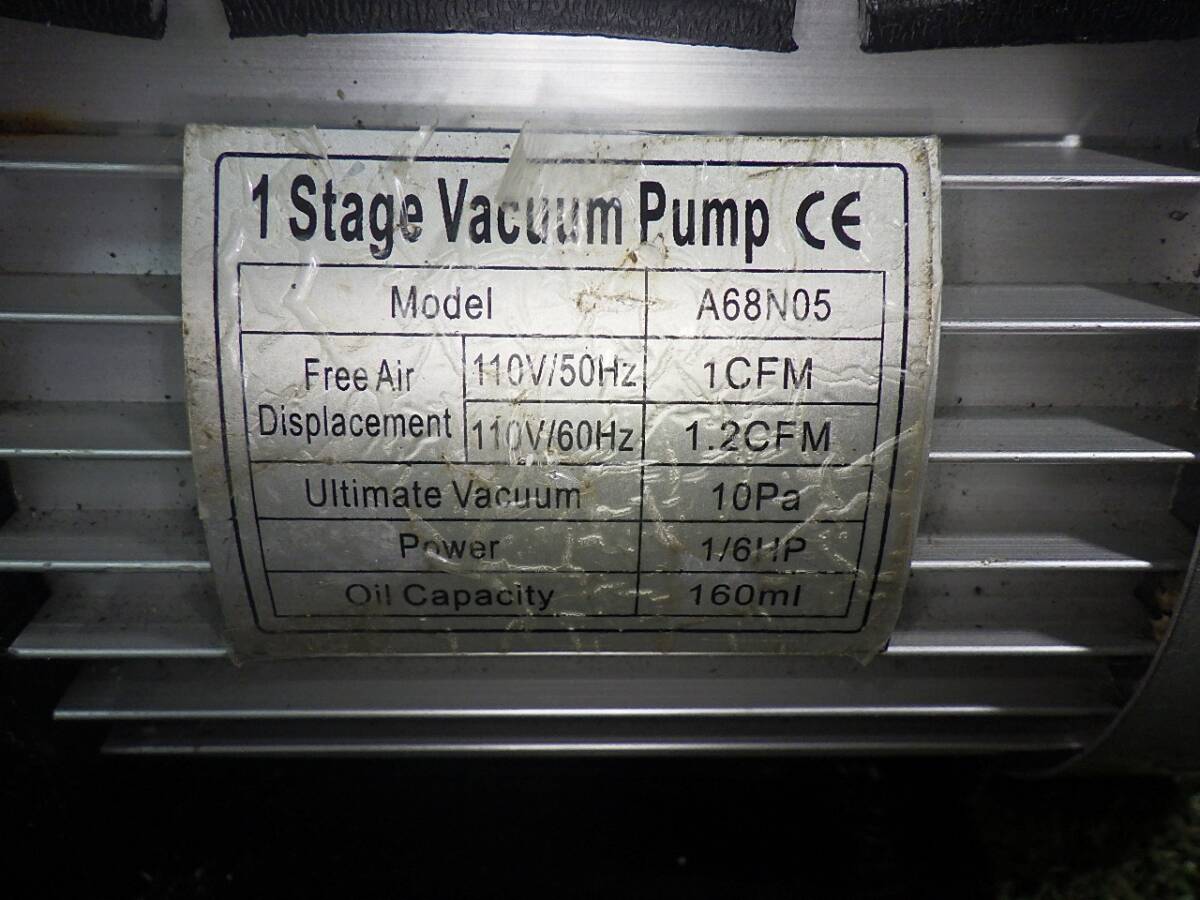 1 Stage Vacuum Pump CE
Model A68N05
Free Air Displacement 110V/50Hz 1CFM
110V/60Hz 1.2CFM
Ultimate Vacuum 10Pa
Power 1/6HP
Oil Capacity 160ml